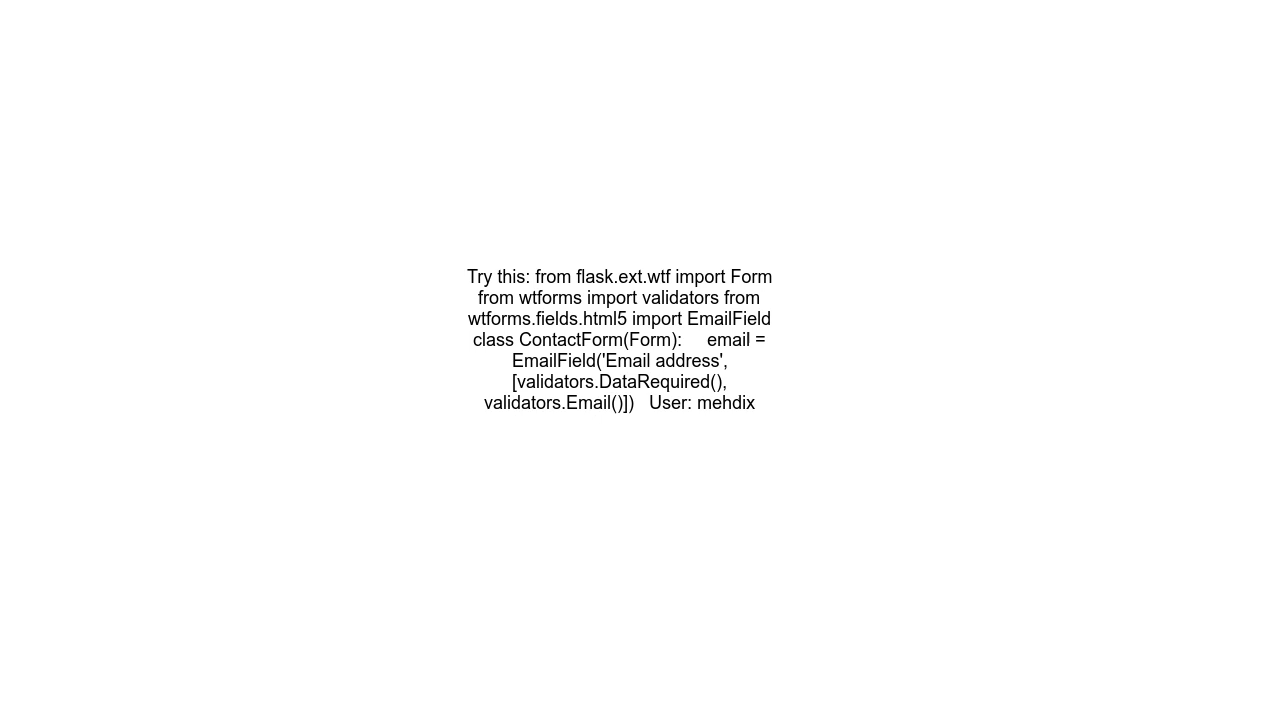 Try this: from flask.ext.wtf import Form
from wtforms import validators from
wtforms.fields.html5 import EmailField
class ContactForm(Form):     email =
EmailField('Email address',
[validators.DataRequired(),
validators.Email()])   User: mehdix